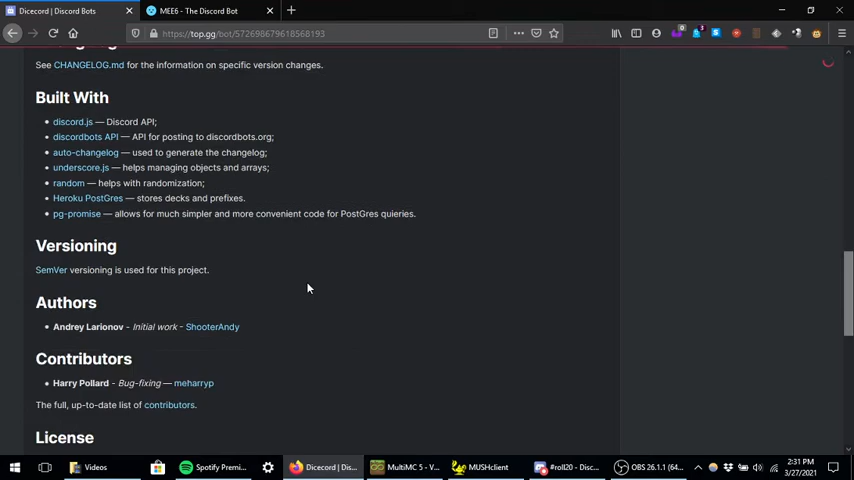 Dicecord | Discord Bots
MEE6 - The Discord Bot
https://top.gg/bot/572698679618568193
See CHANGELOG.md for the information on specific version changes.
Built With
discord.js — Discord API;
discordbots API — API for posting to discordbots.org;
auto-changelog — used to generate the changelog;
underscore.js — helps managing objects and arrays;
random — helps with randomization;
Heroku PostGres — stores decks and prefixes.
pg-promise — allows for much simpler and more convenient code for PostGres quieries.
Versioning
SemVer versioning is used for this project.
Authors
Andrey Larionov - Initial work - ShooterAndy
Contributors
Harry Pollard - Bug-fixing — meharryp
The full, up-to-date list of contributors.
License
Videos
Spotify Premi...
Dicecord | Dis...
MultiMC 5 - V...
MUSHclient
#roll20 - Disc...
OBS 26.1.1 (64...
2:31 PM
3/27/2021